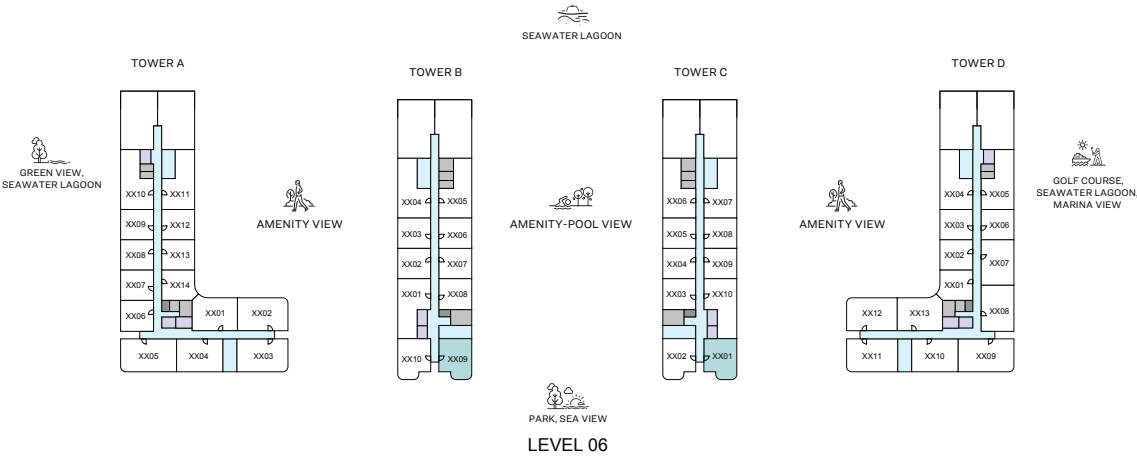 SEAWATER LAGOON
TOWER A
TOWER B
TOWER C
TOWER D
GREEN VIEW,
SEAWATER LAGOON
AMENITY VIEW
AMENITY-POOL VIEW
AMENITY VIEW
GOLF COURSE,
SEAWATER LAGOON,
MARINA VIEW
XX10 XX11
XX09 XX12
XX08 XX13
XX07 XX14
XX06 XX01 XX02
XX05 XX04 XX03
XX04 XX05
XX03 XX06
XX02 XX07
XX01 XX08
XX10 XX09
XX06 XX07
XX05 XX08
XX04 XX09
XX03 XX10
XX02 XX01
XX04 XX05
XX03 XX06
XX02 XX07
XX01
XX12 XX13 XX08
XX11 XX10 XX09
PARK, SEA VIEW
LEVEL 06